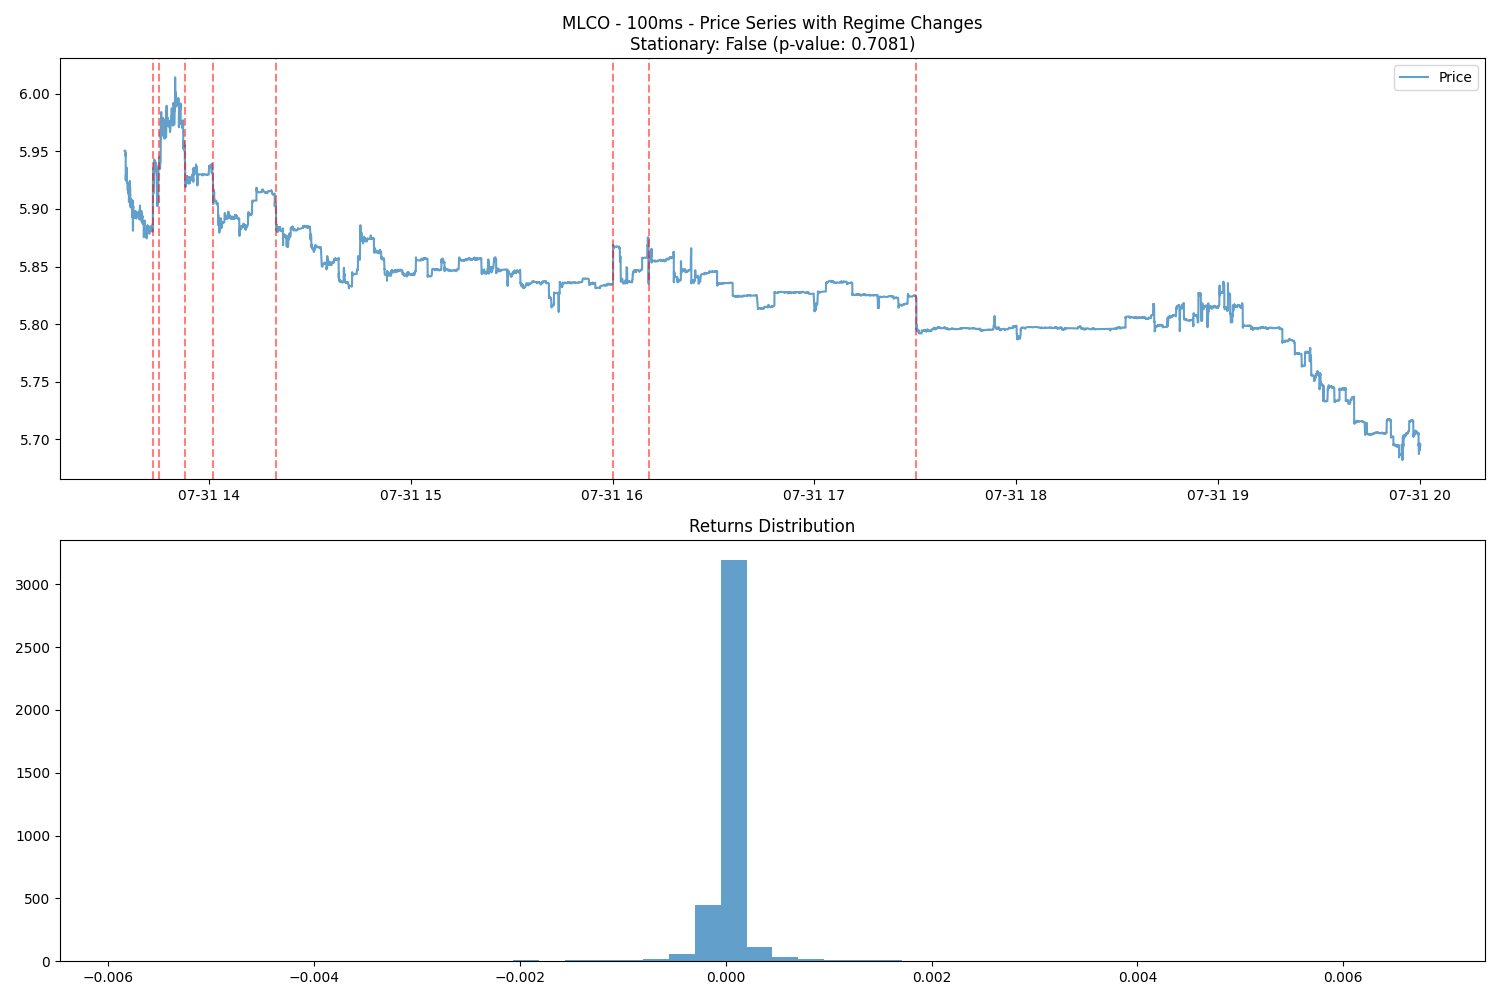 MLCO - 100ms - Price Series with Regime Changes
Stationary: False (p-value: 0.7081)
Price
6.00
5.95
5.90
5.85
5.80
5.75
5.70
07-31 14 07-31 15 07-31 16 07-31 17 07-31 18 07-31 19 07-31 20
Returns Distribution
3000
2500
2000
1500
1000
500
0
−0.006 −0.004 −0.002 0.000 0.002 0.004 0.006